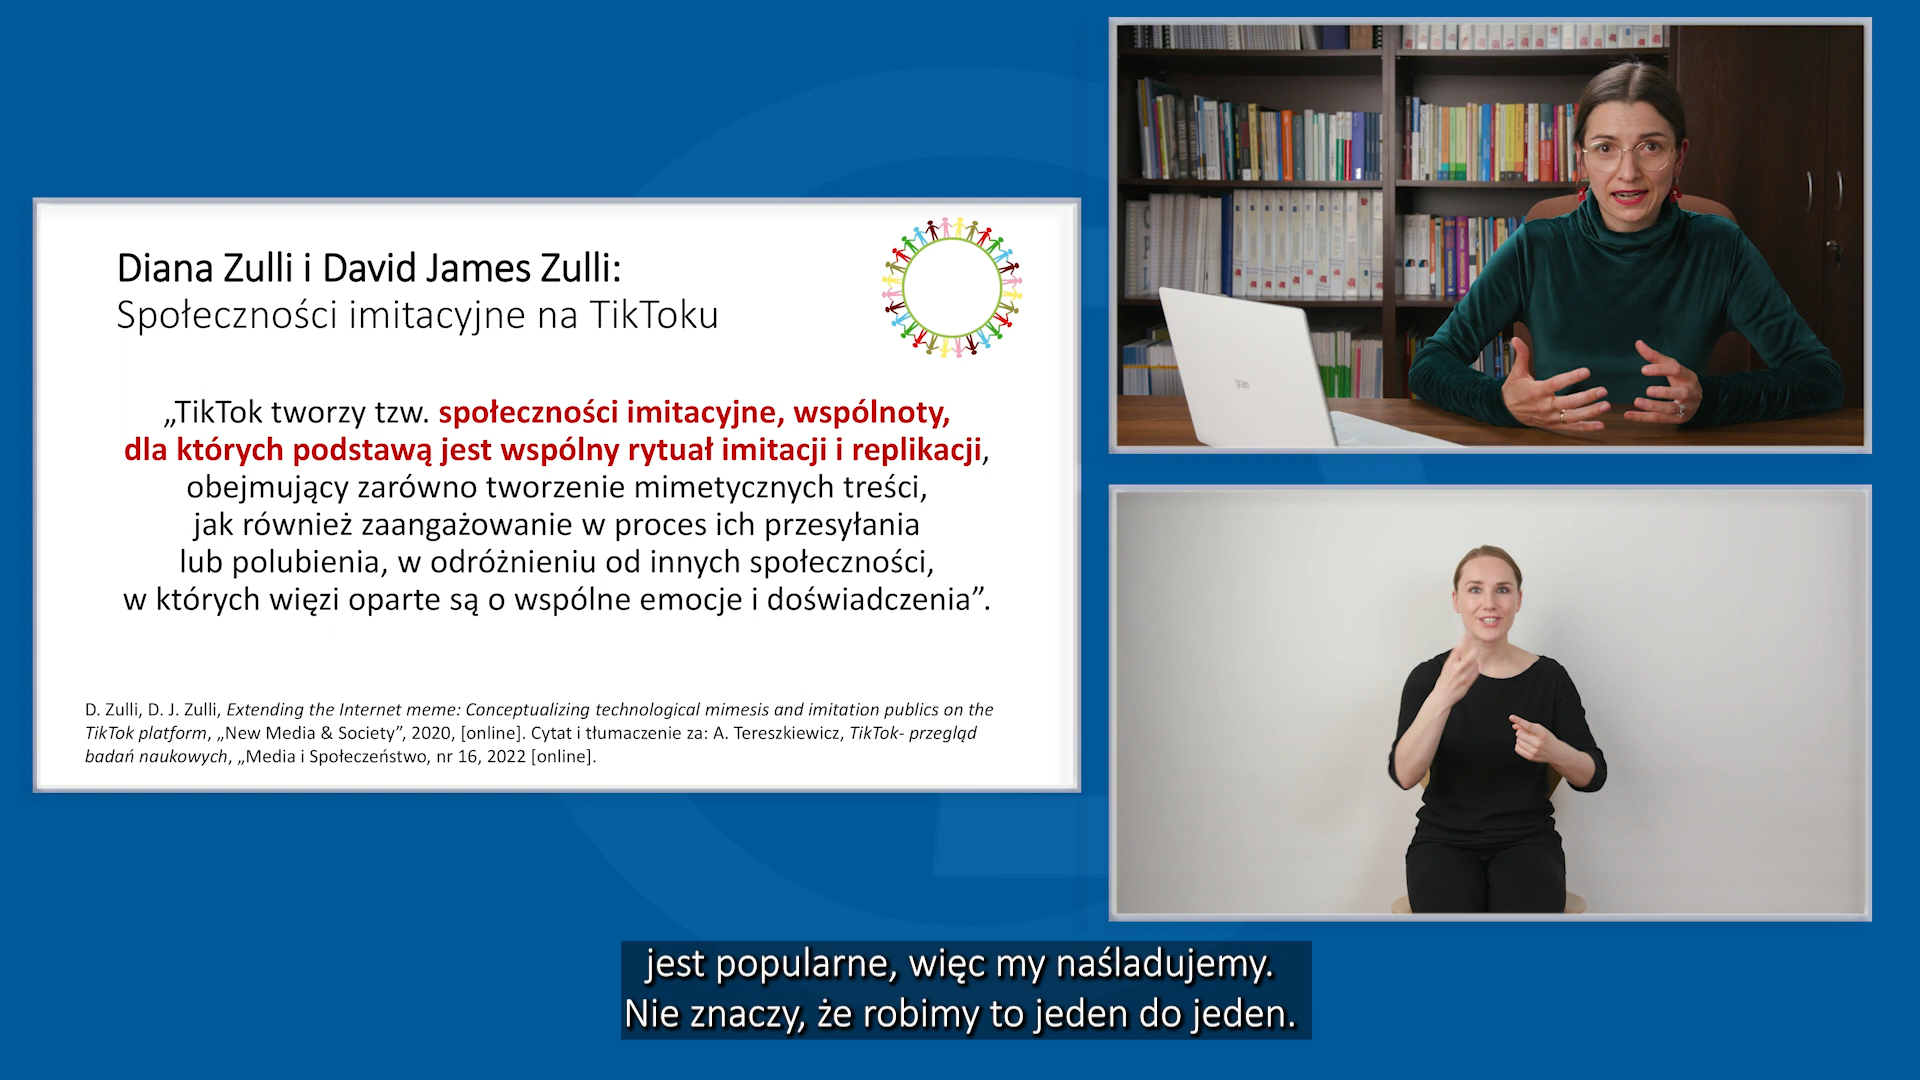 Diana Zulli i David James Zulli:
Społeczności imitacyjne na TikToku
„TikTok tworzy tzw. społeczności imitacyjne, wspólnoty,
dla których podstawą jest wspólny rytuał imitacji i replikacji,
obejmujący zarówno tworzenie mimetycznych treści,
jak również zaangażowanie w proces ich przesyłania
lub polubienia, w odróżnieniu od innych społeczności,
w których więzi oparte są o wspólne emocje i doświadczenia”.
D. Zulli, D. J. Zulli, Extending the Internet meme: Conceptualizing technological mimesis and imitation publics on the
TikTok platform, „New Media & Society”, 2020, [online]. Cytat i tłumaczenie za: A. Tereszkiewicz, TikTok- przegląd
badań naukowych, „Media i Społeczeństwo, nr 16, 2022 [online].
gram
jest popularne, więc my naśladujemy.
Nie znaczy, że robimy to jeden do jeden.